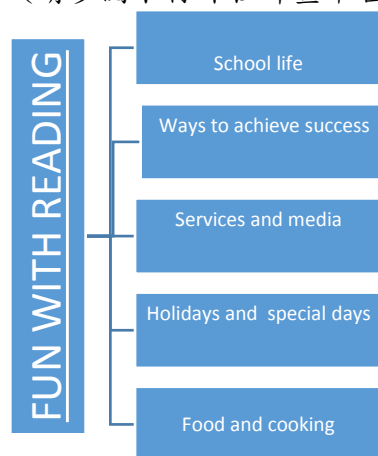 FUN WITH READING
School life
Ways to achieve success
Services and media
Holidays and special days
Food and cooking